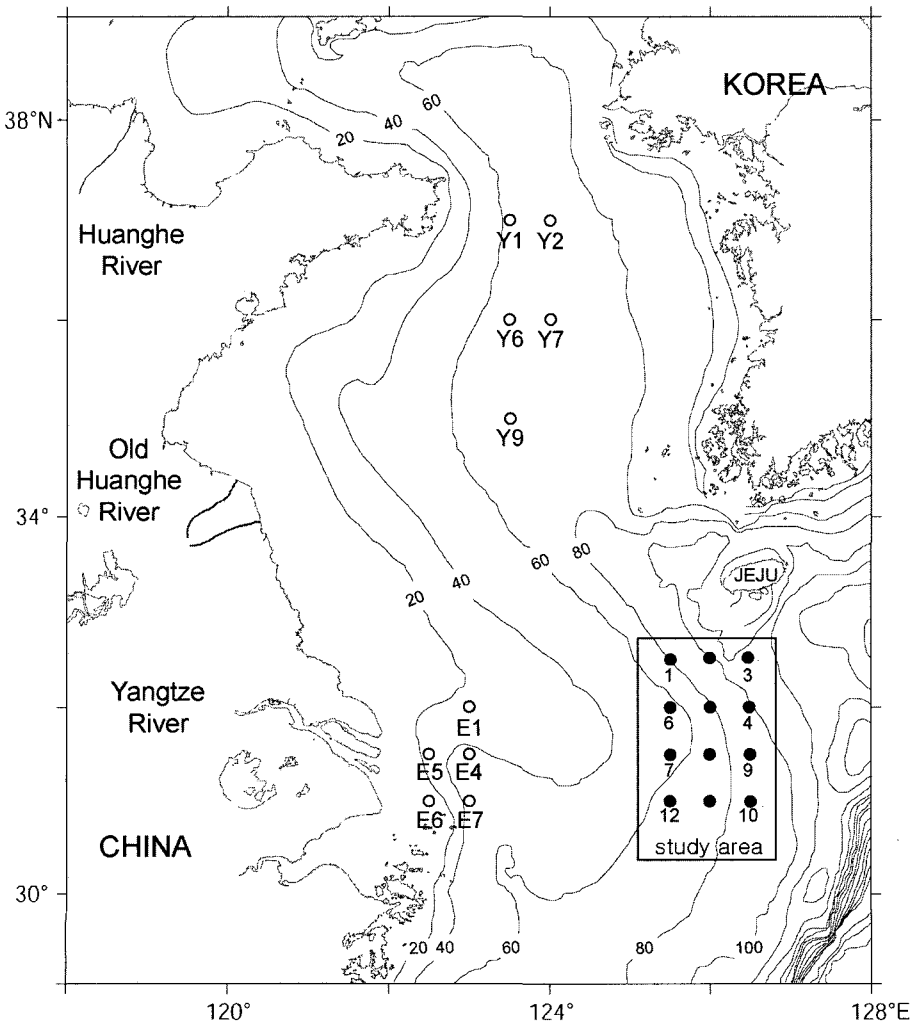 KOREA
38°N
60
40
20
Huanghe
River
Y1 Y2
Y6 Y7
Y9
Old
Huanghe
River
34°
60 80
JEJU
20 40
1 3
Yangtze
River
E1
6 4
E5 E4
7 9
E6 E7
12 10
CHINA
study area
30°
20 40 60 80 100
120° 124° 128°E